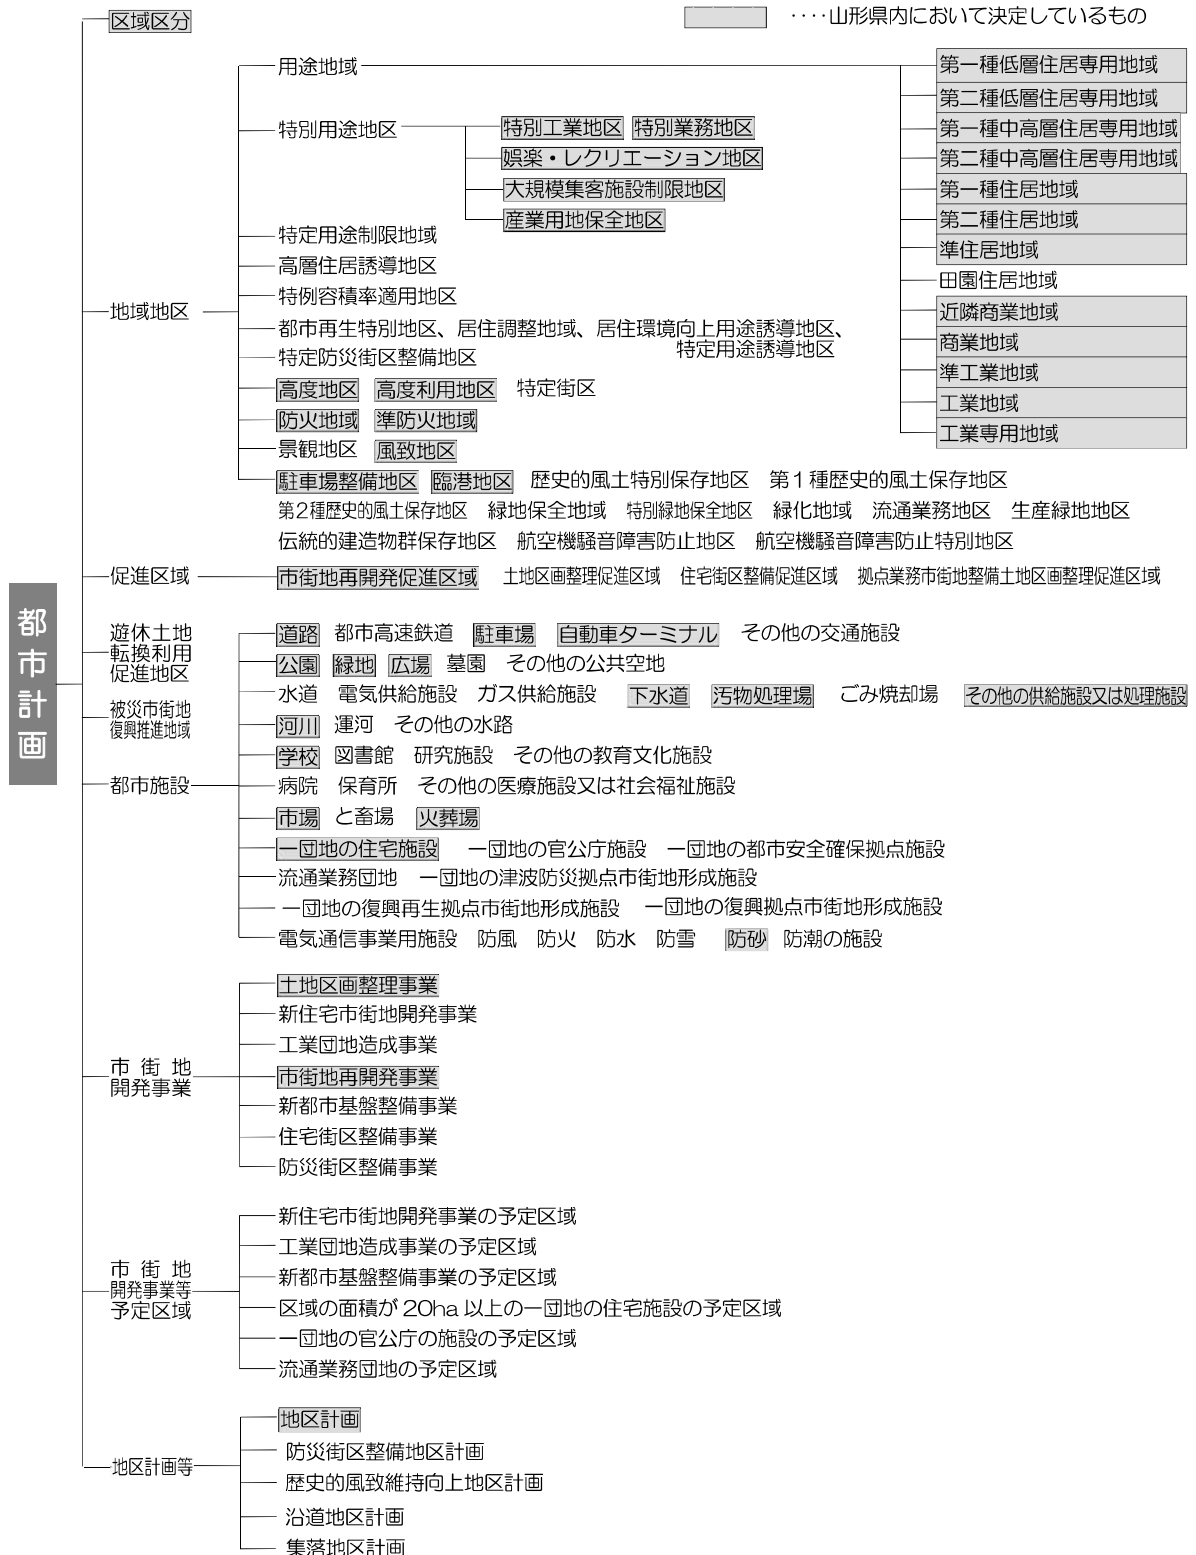 ‥‥山形県内において決定しているもの
都市計画
区域区分
地域地区
用途地域
第一種低層住居専用地域
第二種低層住居専用地域
第一種中高層住居専用地域
第二種中高層住居専用地域
第一種住居地域
第二種住居地域
準住居地域
田園住居地域
近隣商業地域
商業地域
準工業地域
工業地域
工業専用地域
特別用途地区
特別工業地区 特別業務地区
娯楽・レクリエーション地区
大規模集客施設制限地区
産業用地保全地区
特定用途制限地域
高層住居誘導地区
特例容積率適用地区
都市再生特別地区、居住調整地域、居住環境向上用途誘導地区、
特定用途誘導地区
特定防災街区整備地区
高度地区 高度利用地区 特定街区
防火地域 準防火地域
景観地区 風致地区
駐車場整備地区 臨港地区 歴史的風土特別保存地区 第1種歴史的風土保存地区
第2種歴史的風土保存地区 緑地保全地域 特別緑地保全地区 緑化地域 流通業務地区 生産緑地地区
伝統的建造物群保存地区 航空機騒音障害防止地区 航空機騒音障害防止特別地区
促進区域
市街地再開発促進区域 土地区画整理促進区域 住宅街区整備促進区域 拠点業務市街地整備土地区画整理促進区域
遊休土地
転換利用
促進地区
被災市街地
復興推進地域
都市施設
道路 都市高速鉄道 駐車場 自動車ターミナル その他の交通施設
公園 緑地 広場 墓園 その他の公共空地
水道 電気供給施設 ガス供給施設 下水道 汚物処理場 ごみ焼却場 その他の供給施設又は処理施設
河川 運河 その他の水路
学校 図書館 研究施設 その他の教育文化施設
病院 保育所 その他の医療施設又は社会福祉施設
市場 と畜場 火葬場
一団地の住宅施設 一団地の官公庁施設 一団地の都市安全確保拠点施設
流通業務団地 一団地の津波防災拠点市街地形成施設
一団地の復興再生拠点市街地形成施設 一団地の復興拠点市街地形成施設
電気通信事業用施設 防風 防火 防水 防雪 防砂 防潮の施設
市街地
開発事業
土地区画整理事業
新住宅市街地開発事業
工業団地造成事業
市街地再開発事業
新都市基盤整備事業
住宅街区整備事業
防災街区整備事業
市街地
開発事業等
予定区域
新住宅市街地開発事業の予定区域
工業団地造成事業の予定区域
新都市基盤整備事業の予定区域
区域の面積が20ha以上の一団地の住宅施設の予定区域
一団地の官公庁の施設の予定区域
流通業務団地の予定区域
地区計画等
地区計画
防災街区整備地区計画
歴史的風致維持向上地区計画
沿道地区計画
集落地区計画